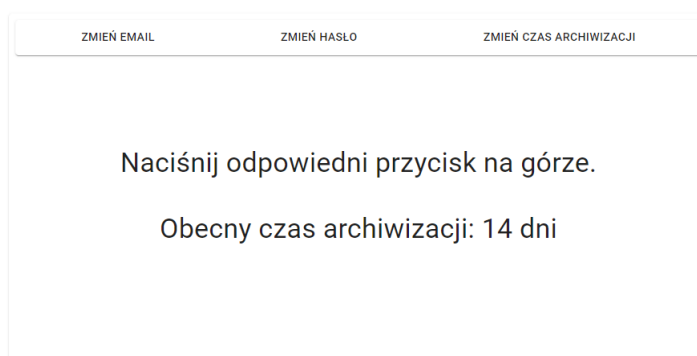 ZMIEŃ EMAIL ZMIEŃ HASŁO ZMIEŃ CZAS ARCHIWIZACJI
Naciśnij odpowiedni przycisk na górze.
Obecny czas archiwizacji: 14 dni